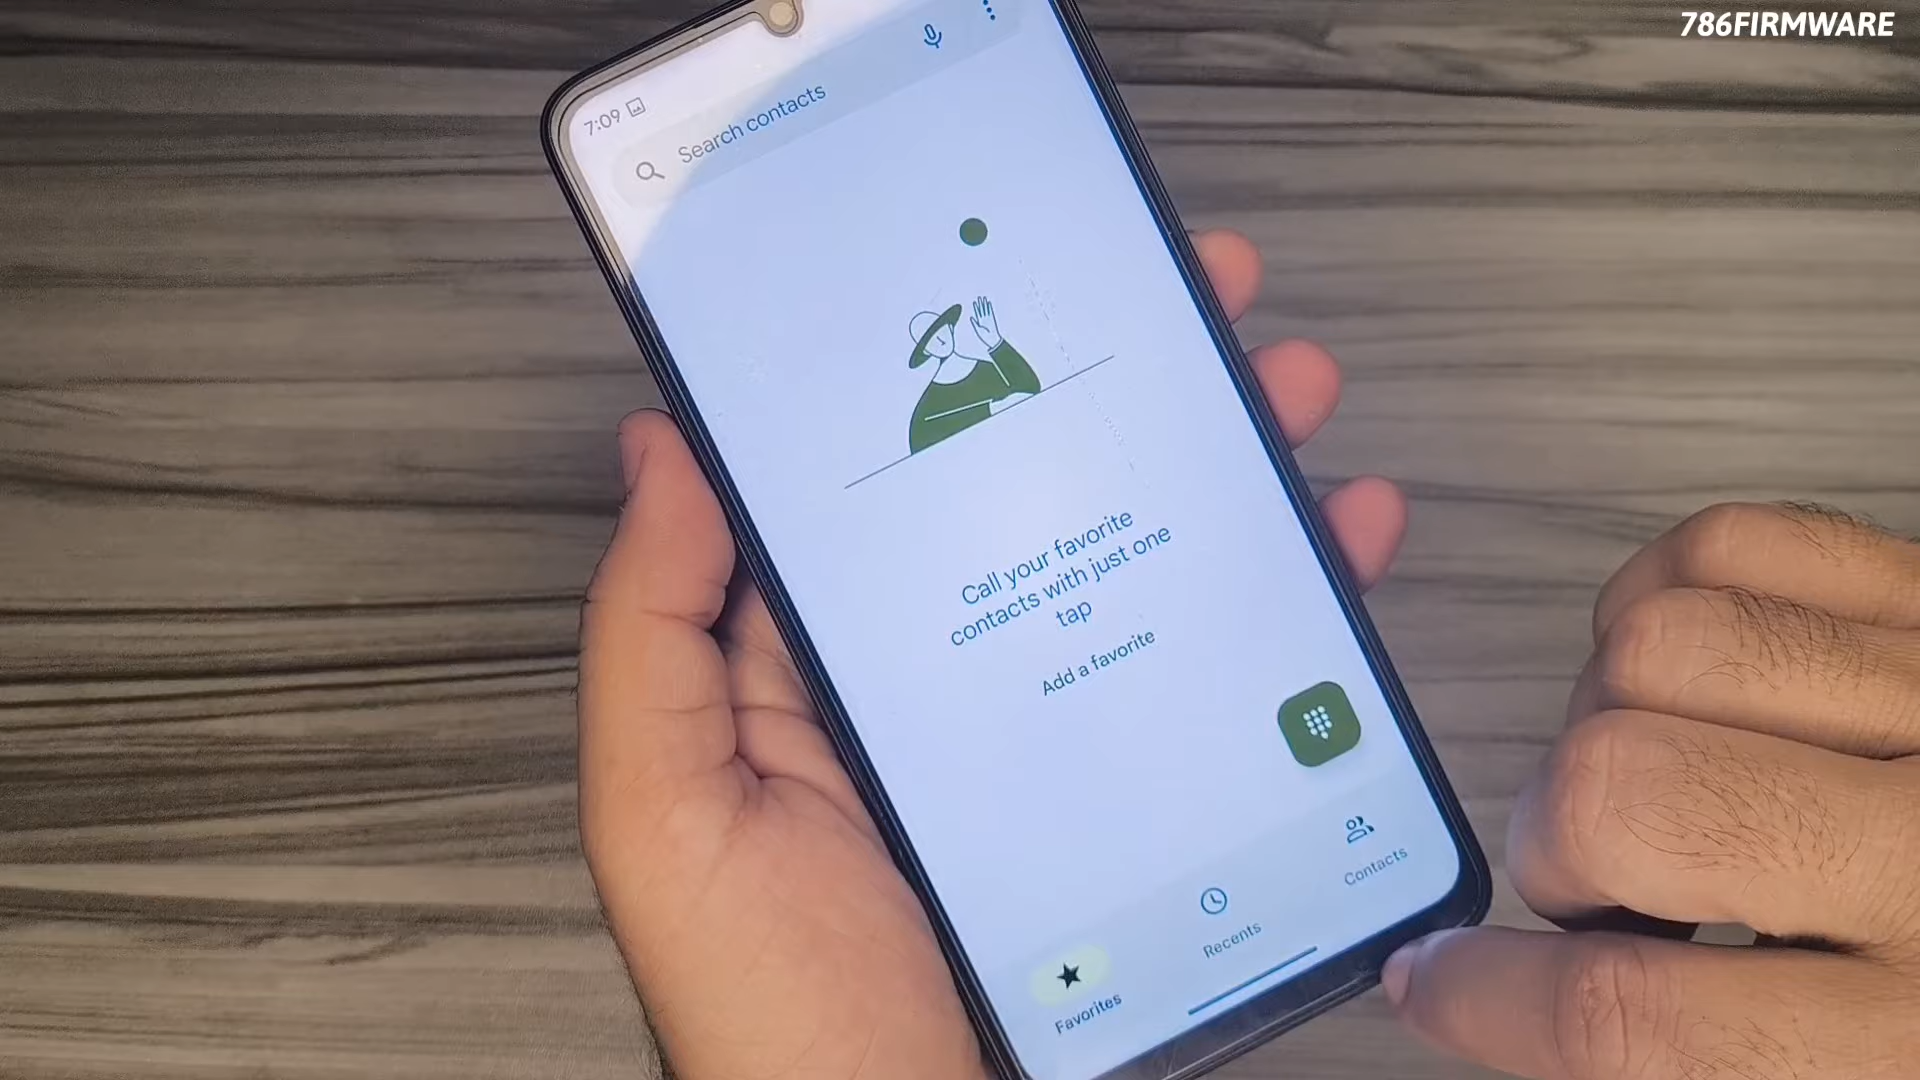 786FIRMWARE
7:09
Search contacts
Call your favorite
contacts with just one
tap
Add a favorite
Favorites
Recents
Contacts